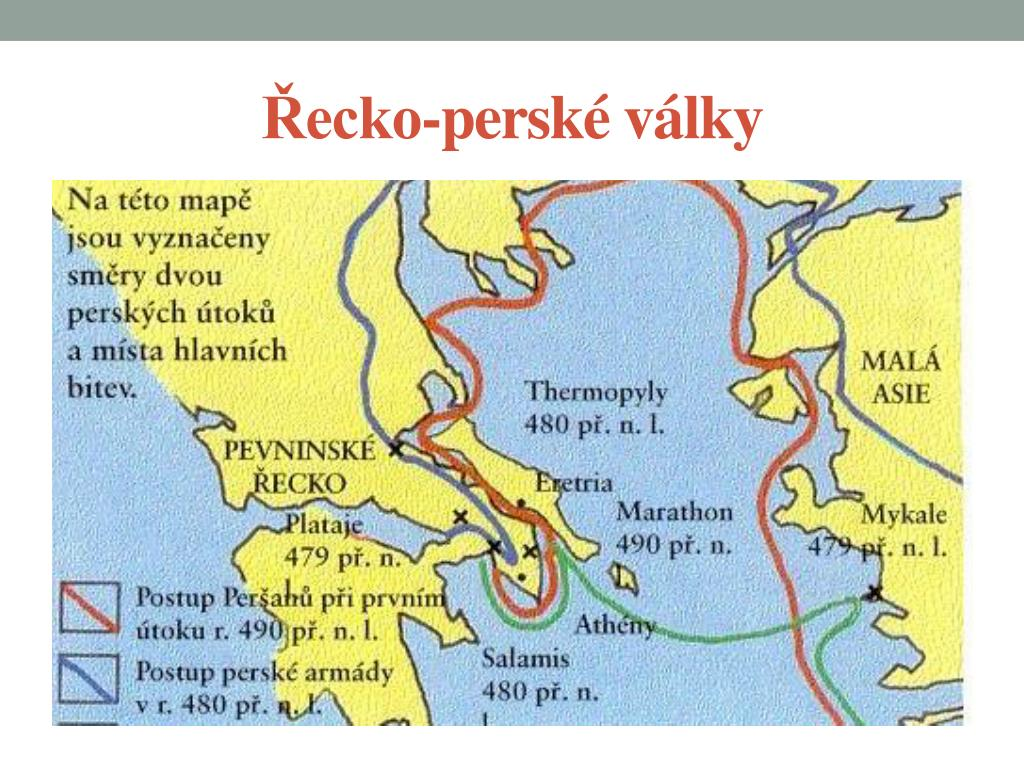 Řecko-perské války
Na této mapě
jsou vyznačeny
směry dvou
perských útoků
a místa hlavních
bitev.
MALÁ
ASIE
Thermopyly
480 př. n. l.
PEVNINSKÉ
ŘECKO
Eretria
Marathon
490 př. n.
l.
Mykale
479 př. n. l.
Plataje
479 př. n.
l.
Postup Peršanů při prvním
útoku r. 490 př. n. l.
Athény
Salamis
480 př. n.
l.
Postup perské armády
v r. 480 př. n. l.